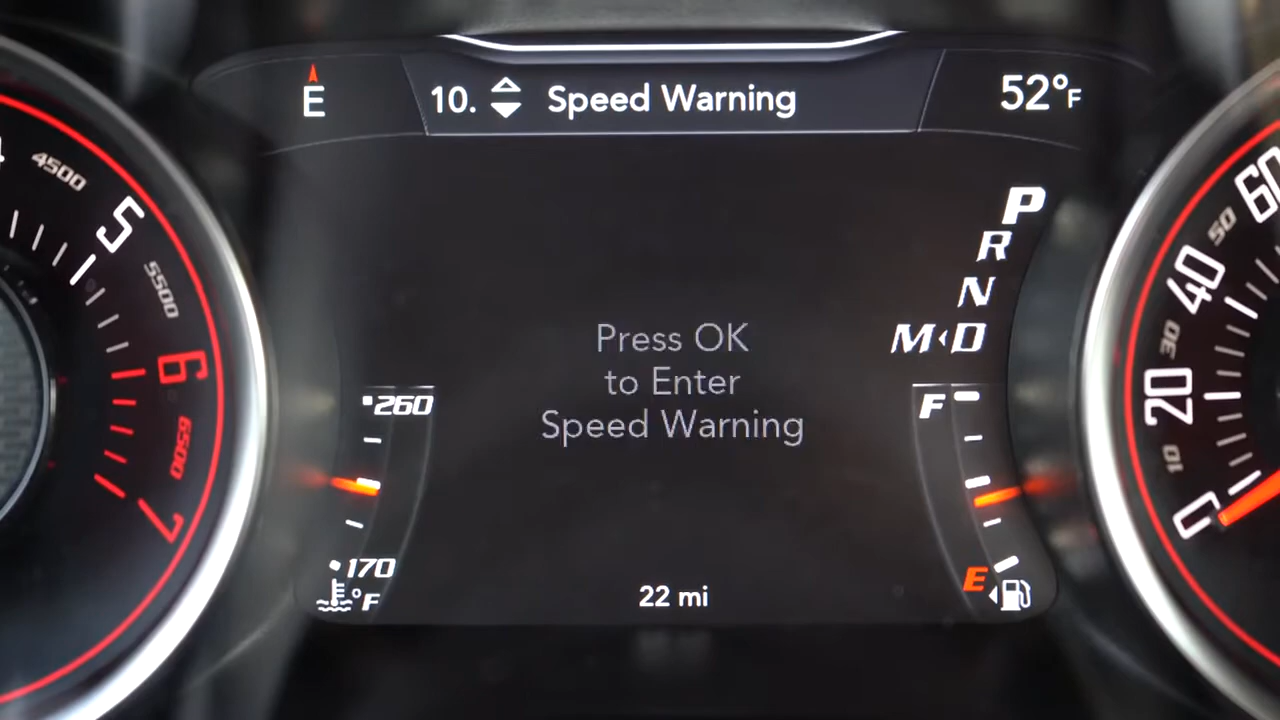 E
10. Speed Warning
52°F
4500
5
5500
6
6500
7
P
R
N
M D
Press OK
to Enter
Speed Warning
260
170
°F
F
E
22 mi
60
50
40
30
20
10
0